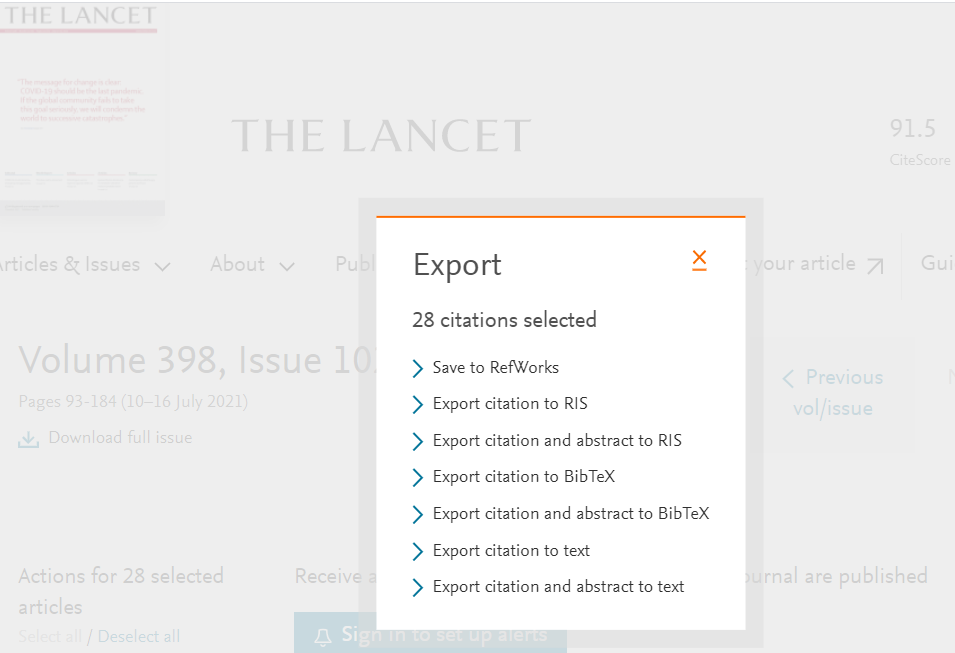 THE LANCET
"The message for change is clear:
COVID-19 should be the last pandemic.
If the global community fails to take
this goal seriously, we will condemn the
world to successive catastrophes."
THE LANCET
91.5
CiteScore
Articles & Issues
About
Publ
your article
Gui
Export
28 citations selected
Save to RefWorks
Export citation to RIS
Export citation and abstract to RIS
Export citation to BibTeX
Export citation and abstract to BibTeX
Export citation to text
Export citation and abstract to text
Volume 398, Issue 10
Pages 93-184 (10–16 July 2021)
Download full issue
Previous
vol/issue
Actions for 28 selected
articles
Select all / Deselect all
Receive a
ournal are published
Sign in to set up alerts